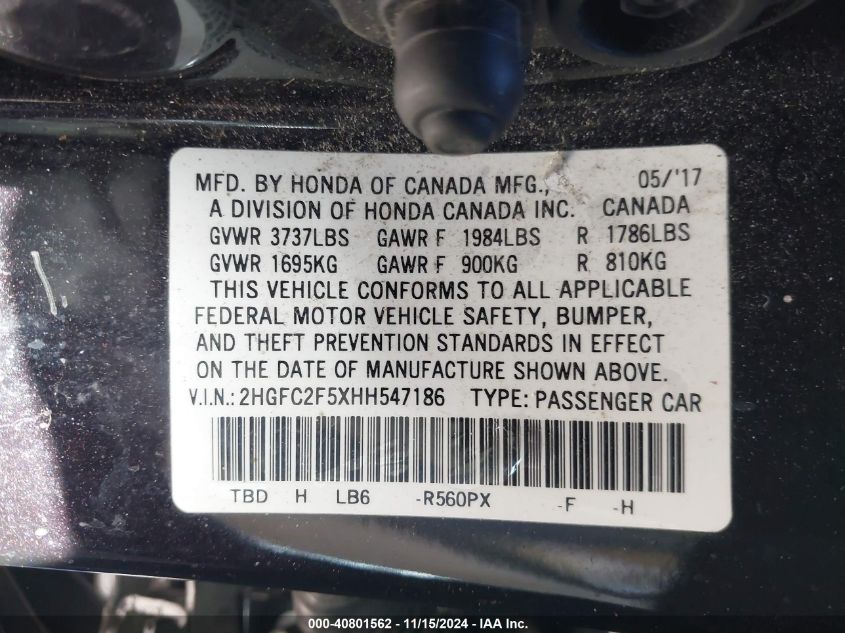 MFD. BY HONDA OF CANADA MFG., 05/'17
A DIVISION OF HONDA CANADA INC. CANADA
GVWR 3737LBS GAWR F 1984LBS R 1786LBS
GVWR 1695KG GAWR F 900KG R 810KG
THIS VEHICLE CONFORMS TO ALL APPLICABLE
FEDERAL MOTOR VEHICLE SAFETY, BUMPER,
AND THEFT PREVENTION STANDARDS IN EFFECT
ON THE DATE OF MANUFACTURE SHOWN ABOVE.
V.I.N.: 2HGFC2F5XHH547186 TYPE: PASSENGER CAR
TBD H LB6 -R560PX -F -H
000-40801562 - 11/15/2024 - IAA Inc.